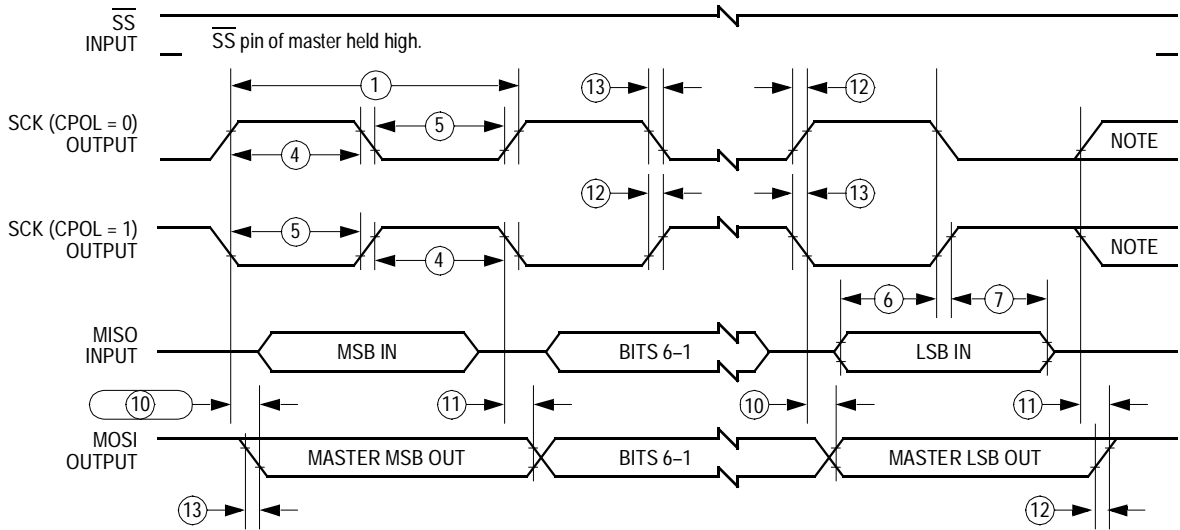 SS
INPUT
SS pin of master held high.
1
13
12
SCK (CPOL = 0)
OUTPUT
5
4
NOTE
12
13
SCK (CPOL = 1)
OUTPUT
5
4
NOTE
6
7
MISO
INPUT
MSB IN
BITS 6–1
LSB IN
10
11
10
11
MOSI
OUTPUT
MASTER MSB OUT
BITS 6–1
MASTER LSB OUT
13
12